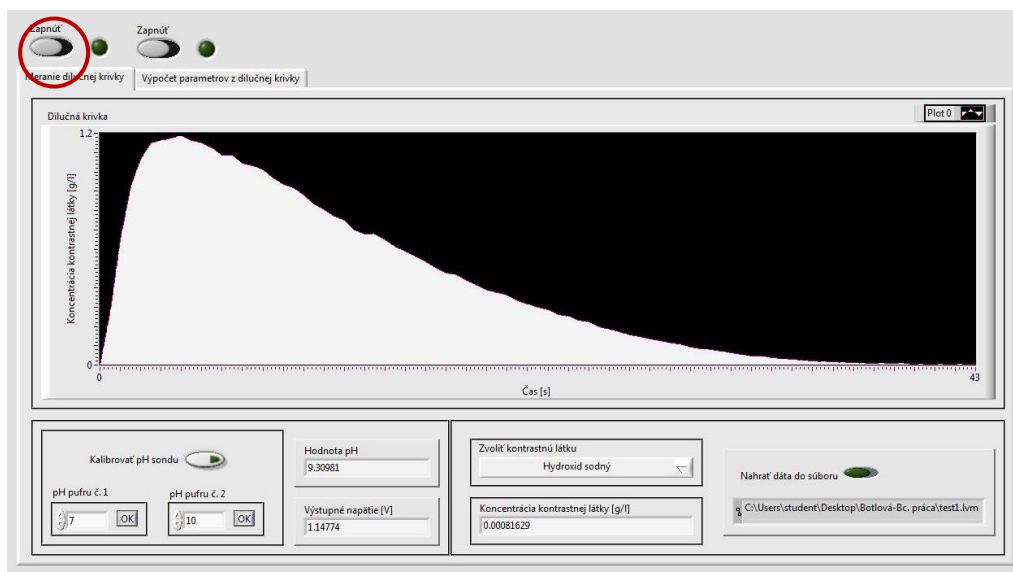 Zapnúť
Zapnúť
Meranie dilučnej krivky
Výpočet parametrov z dilučnej krivky
Dilučná krivka
Plot 0
1.2
Koncentrácia kontrastnej látky [g/l]
0
0
43
Čas [s]
Kalibrovať pH sondu
pH pufru č. 1
pH pufru č. 2
7
OK
10
OK
Hodnota pH
9.30981
Výstupné napätie [V]
1.14774
Zvoliť kontrastnú látku
Hydroxid sodný
Koncentrácia kontrastnej látky [g/l]
0.00081629
Nahrať dáta do súboru
C:\Users\student\Desktop\Botlová-Bc. práca\test1.lvm